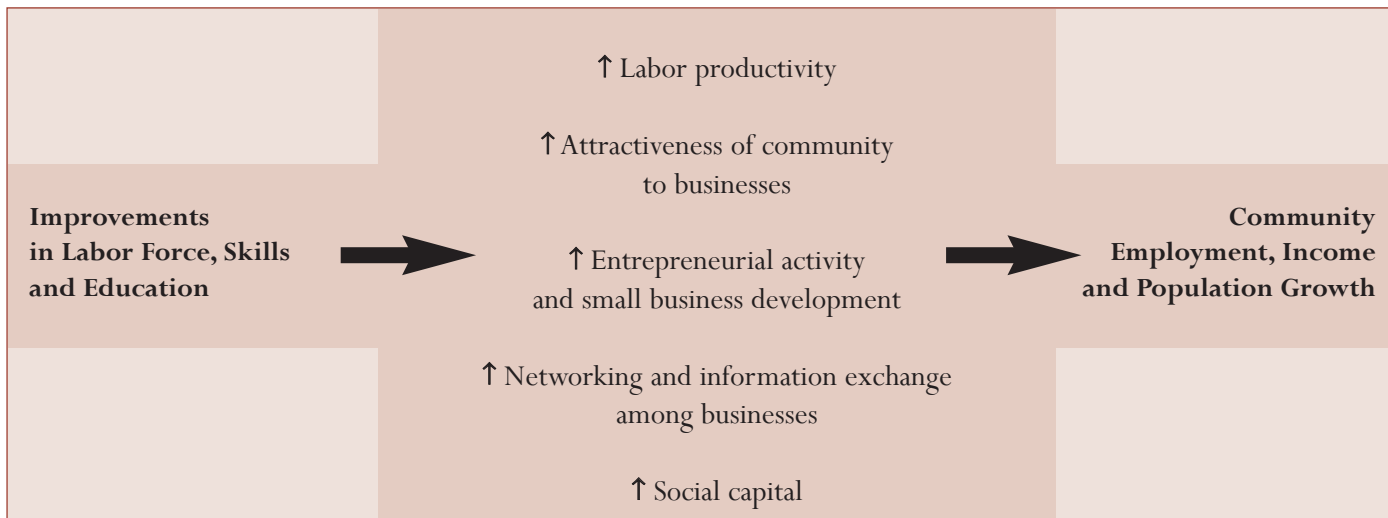 Improvements
in Labor Force, Skills
and Education
↑ Labor productivity
↑ Attractiveness of community
to businesses
↑ Entrepreneurial activity
and small business development
↑ Networking and information exchange
among businesses
↑ Social capital
Community
Employment, Income
and Population Growth